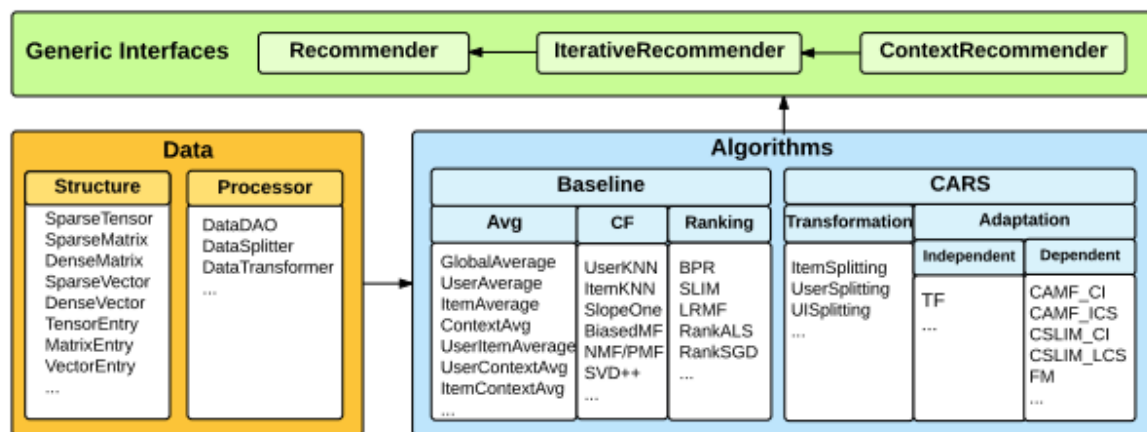 Generic Interfaces
Recommender
IterativeRecommender
ContextRecommender
Data
Structure
SparseTensor
SparseMatrix
DenseMatrix
SparseVector
DenseVector
TensorEntry
MatrixEntry
VectorEntry
...
Processor
DataDAO
DataSplitter
DataTransformer
...
Algorithms
Baseline
Avg
GlobalAverage
UserAverage
ItemAverage
ContextAvg
UserItemAverage
UserContextAvg
ItemContextAvg
...
CF
UserKNN
ItemKNN
SlopeOne
BiasedMF
NMF/PMF
SVD++
...
Ranking
BPR
SLIM
LRMF
RankALS
RankSGD
...
CARS
Transformation
ItemSplitting
UserSplitting
UISplitting
...
Adaptation
Independent
TF
...
Dependent
CAMF_CI
CAMF_ICS
CSLIM_CI
CSLIM_LCS
FM
...